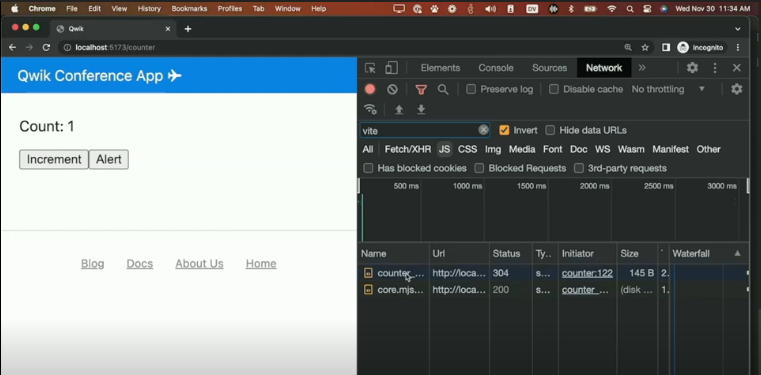 Chrome File Edit View History Bookmarks Profiles Tab Window Help DV Wed Nov 30 11:34 AM
Qwik
localhost:5173/counter Incognito
Qwik Conference App
Count: 1
Increment Alert
Blog Docs About Us Home
Elements Console Sources Network
Preserve log Disable cache No throttling
vite Invert Hide data URLs
All Fetch/XHR JS CSS Img Media Font Doc WS Wasm Manifest Other
Has blocked cookies Blocked Requests 3rd-party requests
500 ms 1000 ms 1500 ms 2000 ms 2500 ms 3000 ms
Name Url Status Ty... Initiator Size Waterfall
counter_... http://loca... 304 s... counter:122 145 B 2.
core.mjs... http://loca... 200 s... counter_... (disk ... 1.